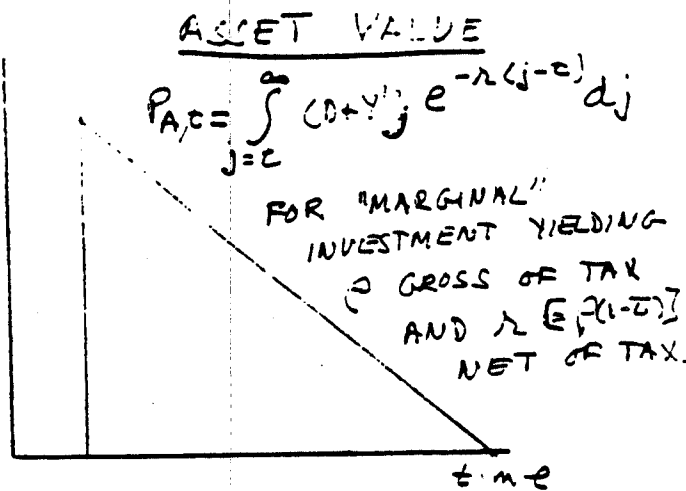 ASSET VALUE
P_{A,τ} = ∫_{j=τ}^{∞} (D+Y')_j e^{-r(j-τ)} dj
FOR "MARGINAL"
INVESTMENT YIELDING
ρ GROSS OF TAX
AND r [≡ ρ(1-τ)]
NET OF TAX.
time